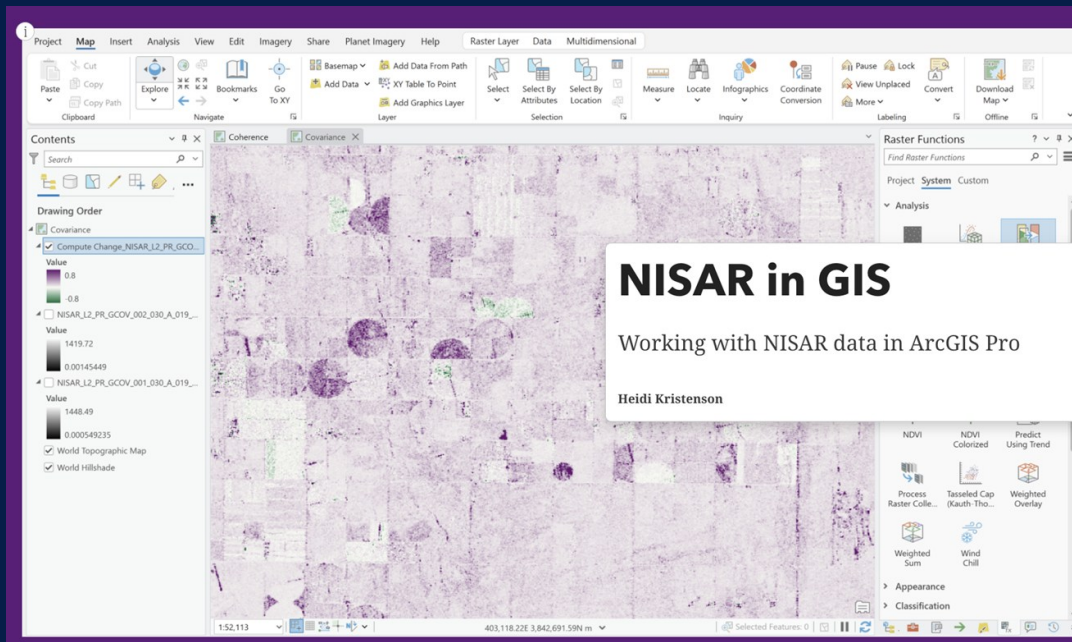 i
Project Map Insert Analysis View Edit Imagery Share Planet Imagery Help Raster Layer Data Multidimensional
Paste
Cut
Copy
Copy Path
Clipboard
Explore
Bookmarks
Go To XY
Navigate
Basemap
Add Data
Add Data From Path
XY Table To Point
Add Graphics Layer
Layer
Select
Select By Attributes
Select By Location
Selection
Measure
Locate
Infographics
Coordinate Conversion
Inquiry
Pause
Lock
View Unplaced
More
Convert
Labeling
Download Map
Offline
Contents
Search
Drawing Order
Covariance
Compute Change_NISAR_L2_PR_GCO...
Value
0.8
-0.8
NISAR_L2_PR_GCOV_002_030_A_019_...
Value
1419.72
0.00145449
NISAR_L2_PR_GCOV_001_030_A_019_...
Value
1448.49
0.000549235
World Topographic Map
World Hillshade
Coherence
Covariance
NISAR in GIS
Working with NISAR data in ArcGIS Pro
Heidi Kristenson
Raster Functions
Find Raster Functions
Project System Custom
Analysis
NDVI
NDVI Colorized
Predict Using Trend
Process Raster Colle...
Tasseled Cap (Kauth-Tho...
Weighted Overlay
Weighted Sum
Wind Chill
Appearance
Classification
1:52,113
403,118.22E 3,842,691.59N m
Selected Features: 0